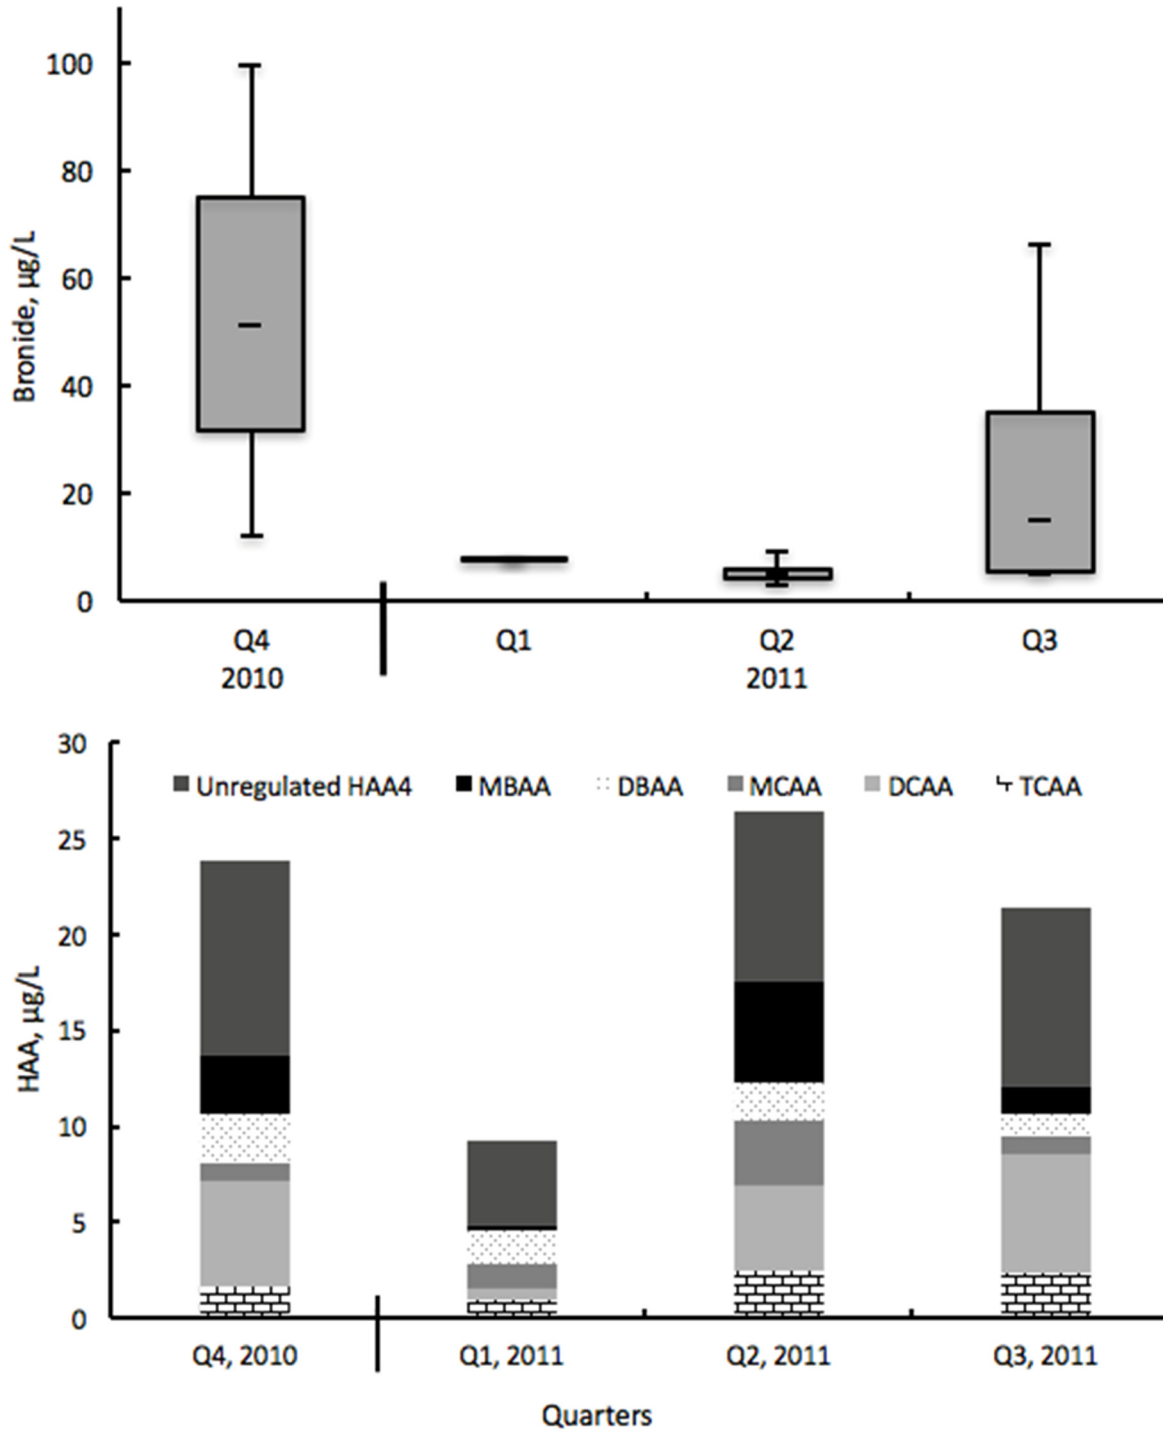 Bronide, µg/L
100
80
60
40
20
0
Q4 Q1 Q2 Q3
2010 2011
30
25
20
15
10
5
0
HAA, µg/L
Unregulated HAA4 MBAA DBAA MCAA DCAA TCAA
Q4, 2010 Q1, 2011 Q2, 2011 Q3, 2011
Quarters